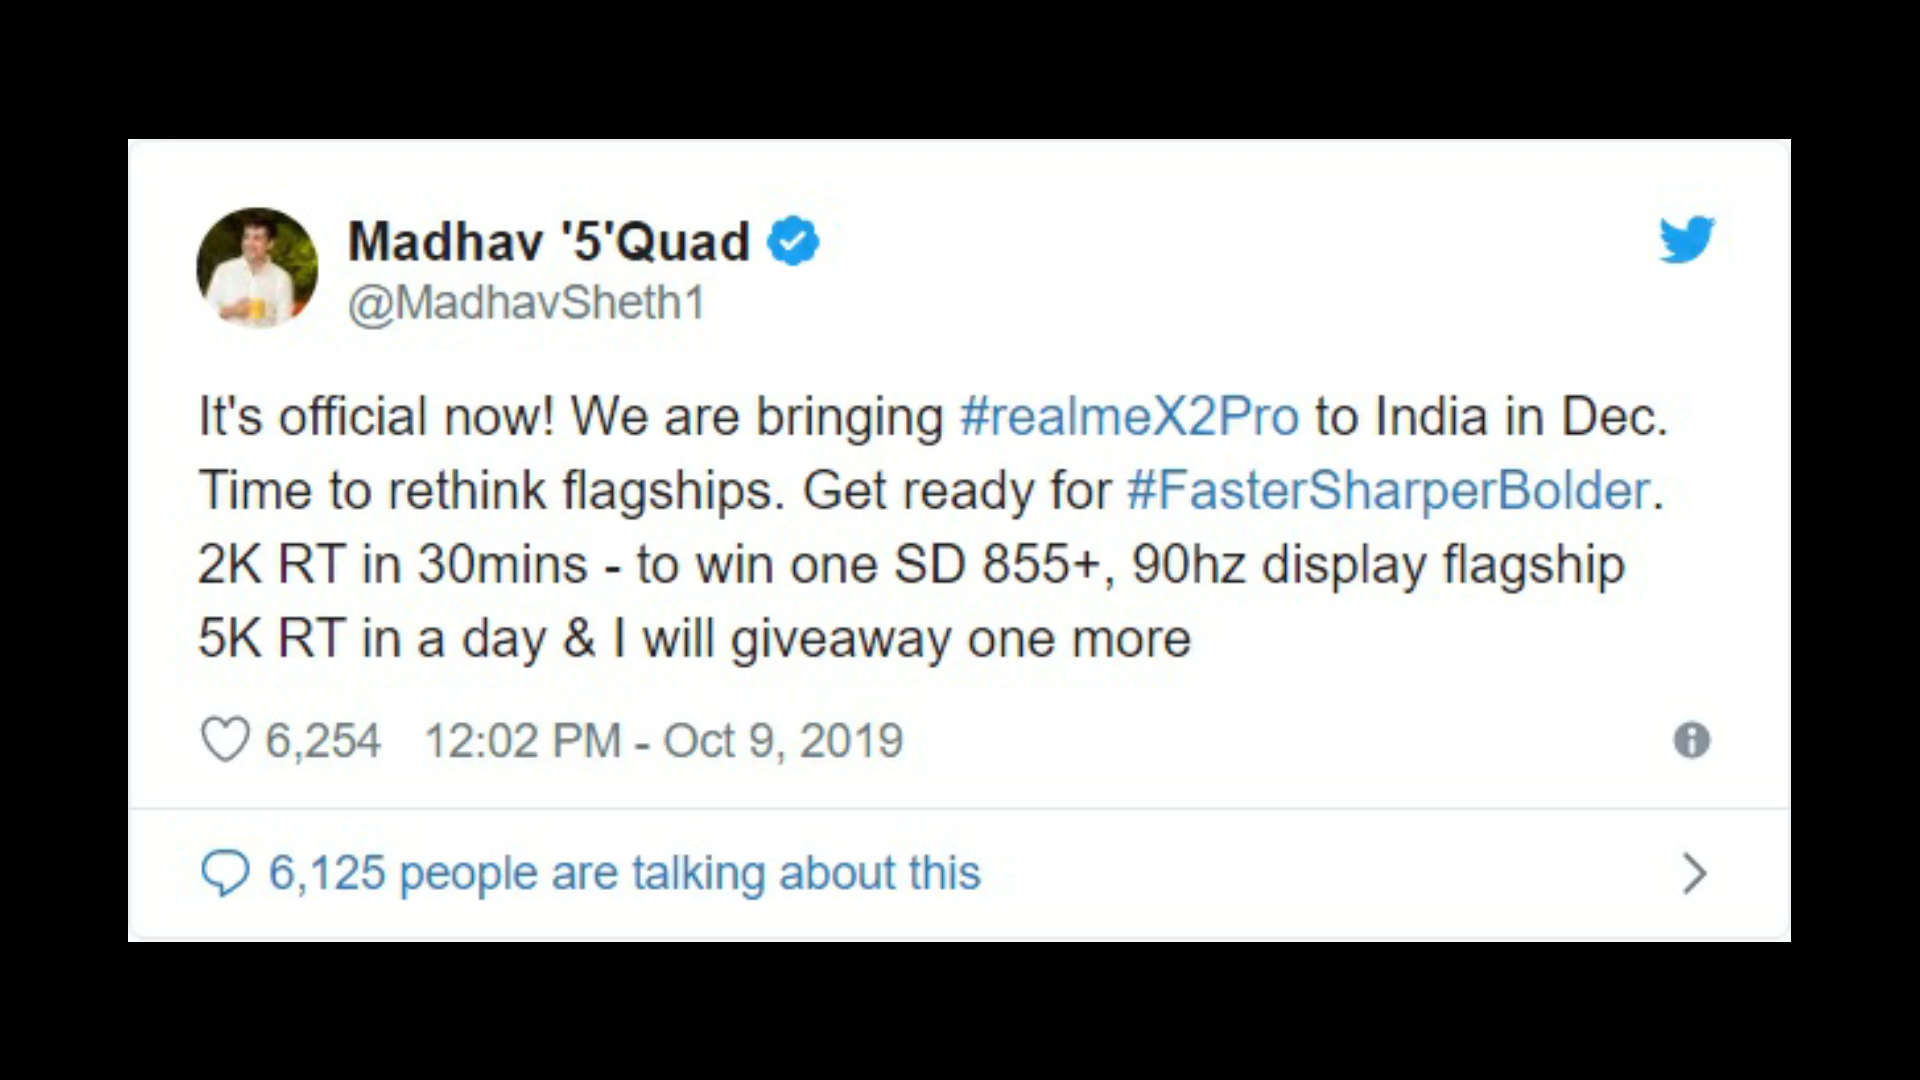 Madhav '5'Quad
@MadhavSheth1
It's official now! We are bringing #realmeX2Pro to India in Dec.
Time to rethink flagships. Get ready for #FasterSharperBolder.
2K RT in 30mins - to win one SD 855+, 90hz display flagship
5K RT in a day & I will giveaway one more
6,254 12:02 PM - Oct 9, 2019
6,125 people are talking about this